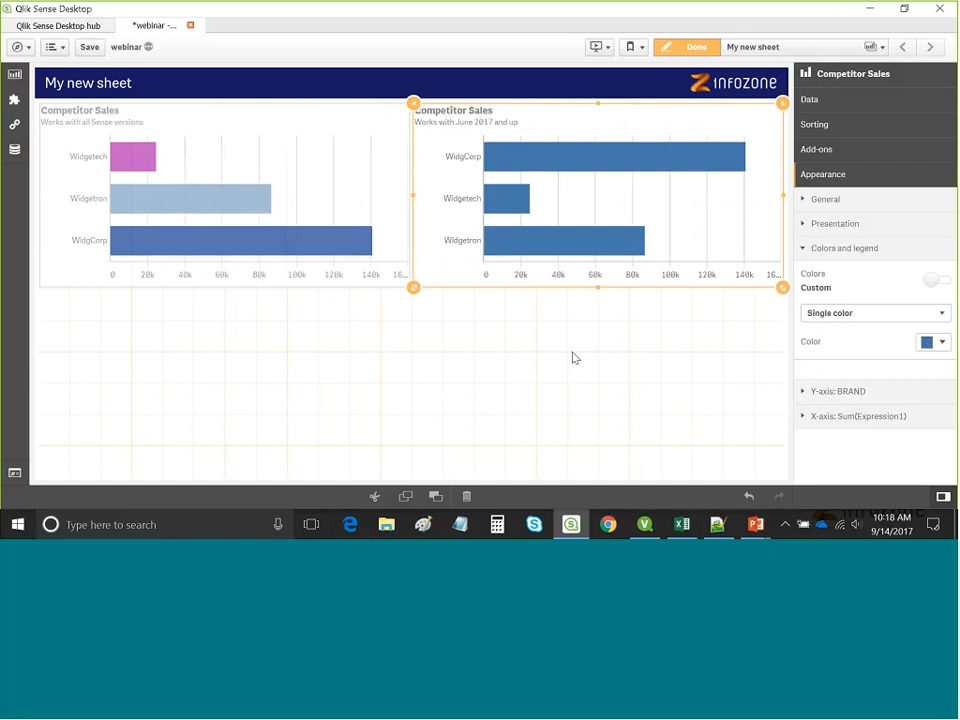 Qlik Sense Desktop
Qlik Sense Desktop hub
*webinar -...
Save
webinar
Done
My new sheet
My new sheet
infozone
Competitor Sales
Works with all Sense versions
Widgetech
Widgetron
WidgCorp
0 20k 40k 60k 80k 100k 120k 140k 16...
Competitor Sales
Works with June 2017 and up
WidgCorp
Widgetech
Widgetron
0 20k 40k 60k 80k 100k 120k 140k 16...
Competitor Sales
Data
Sorting
Add-ons
Appearance
General
Presentation
Colors and legend
Colors
Custom
Single color
Color
Y-axis: BRAND
X-axis: Sum(Expression1)
Type here to search
10:18 AM
9/14/2017